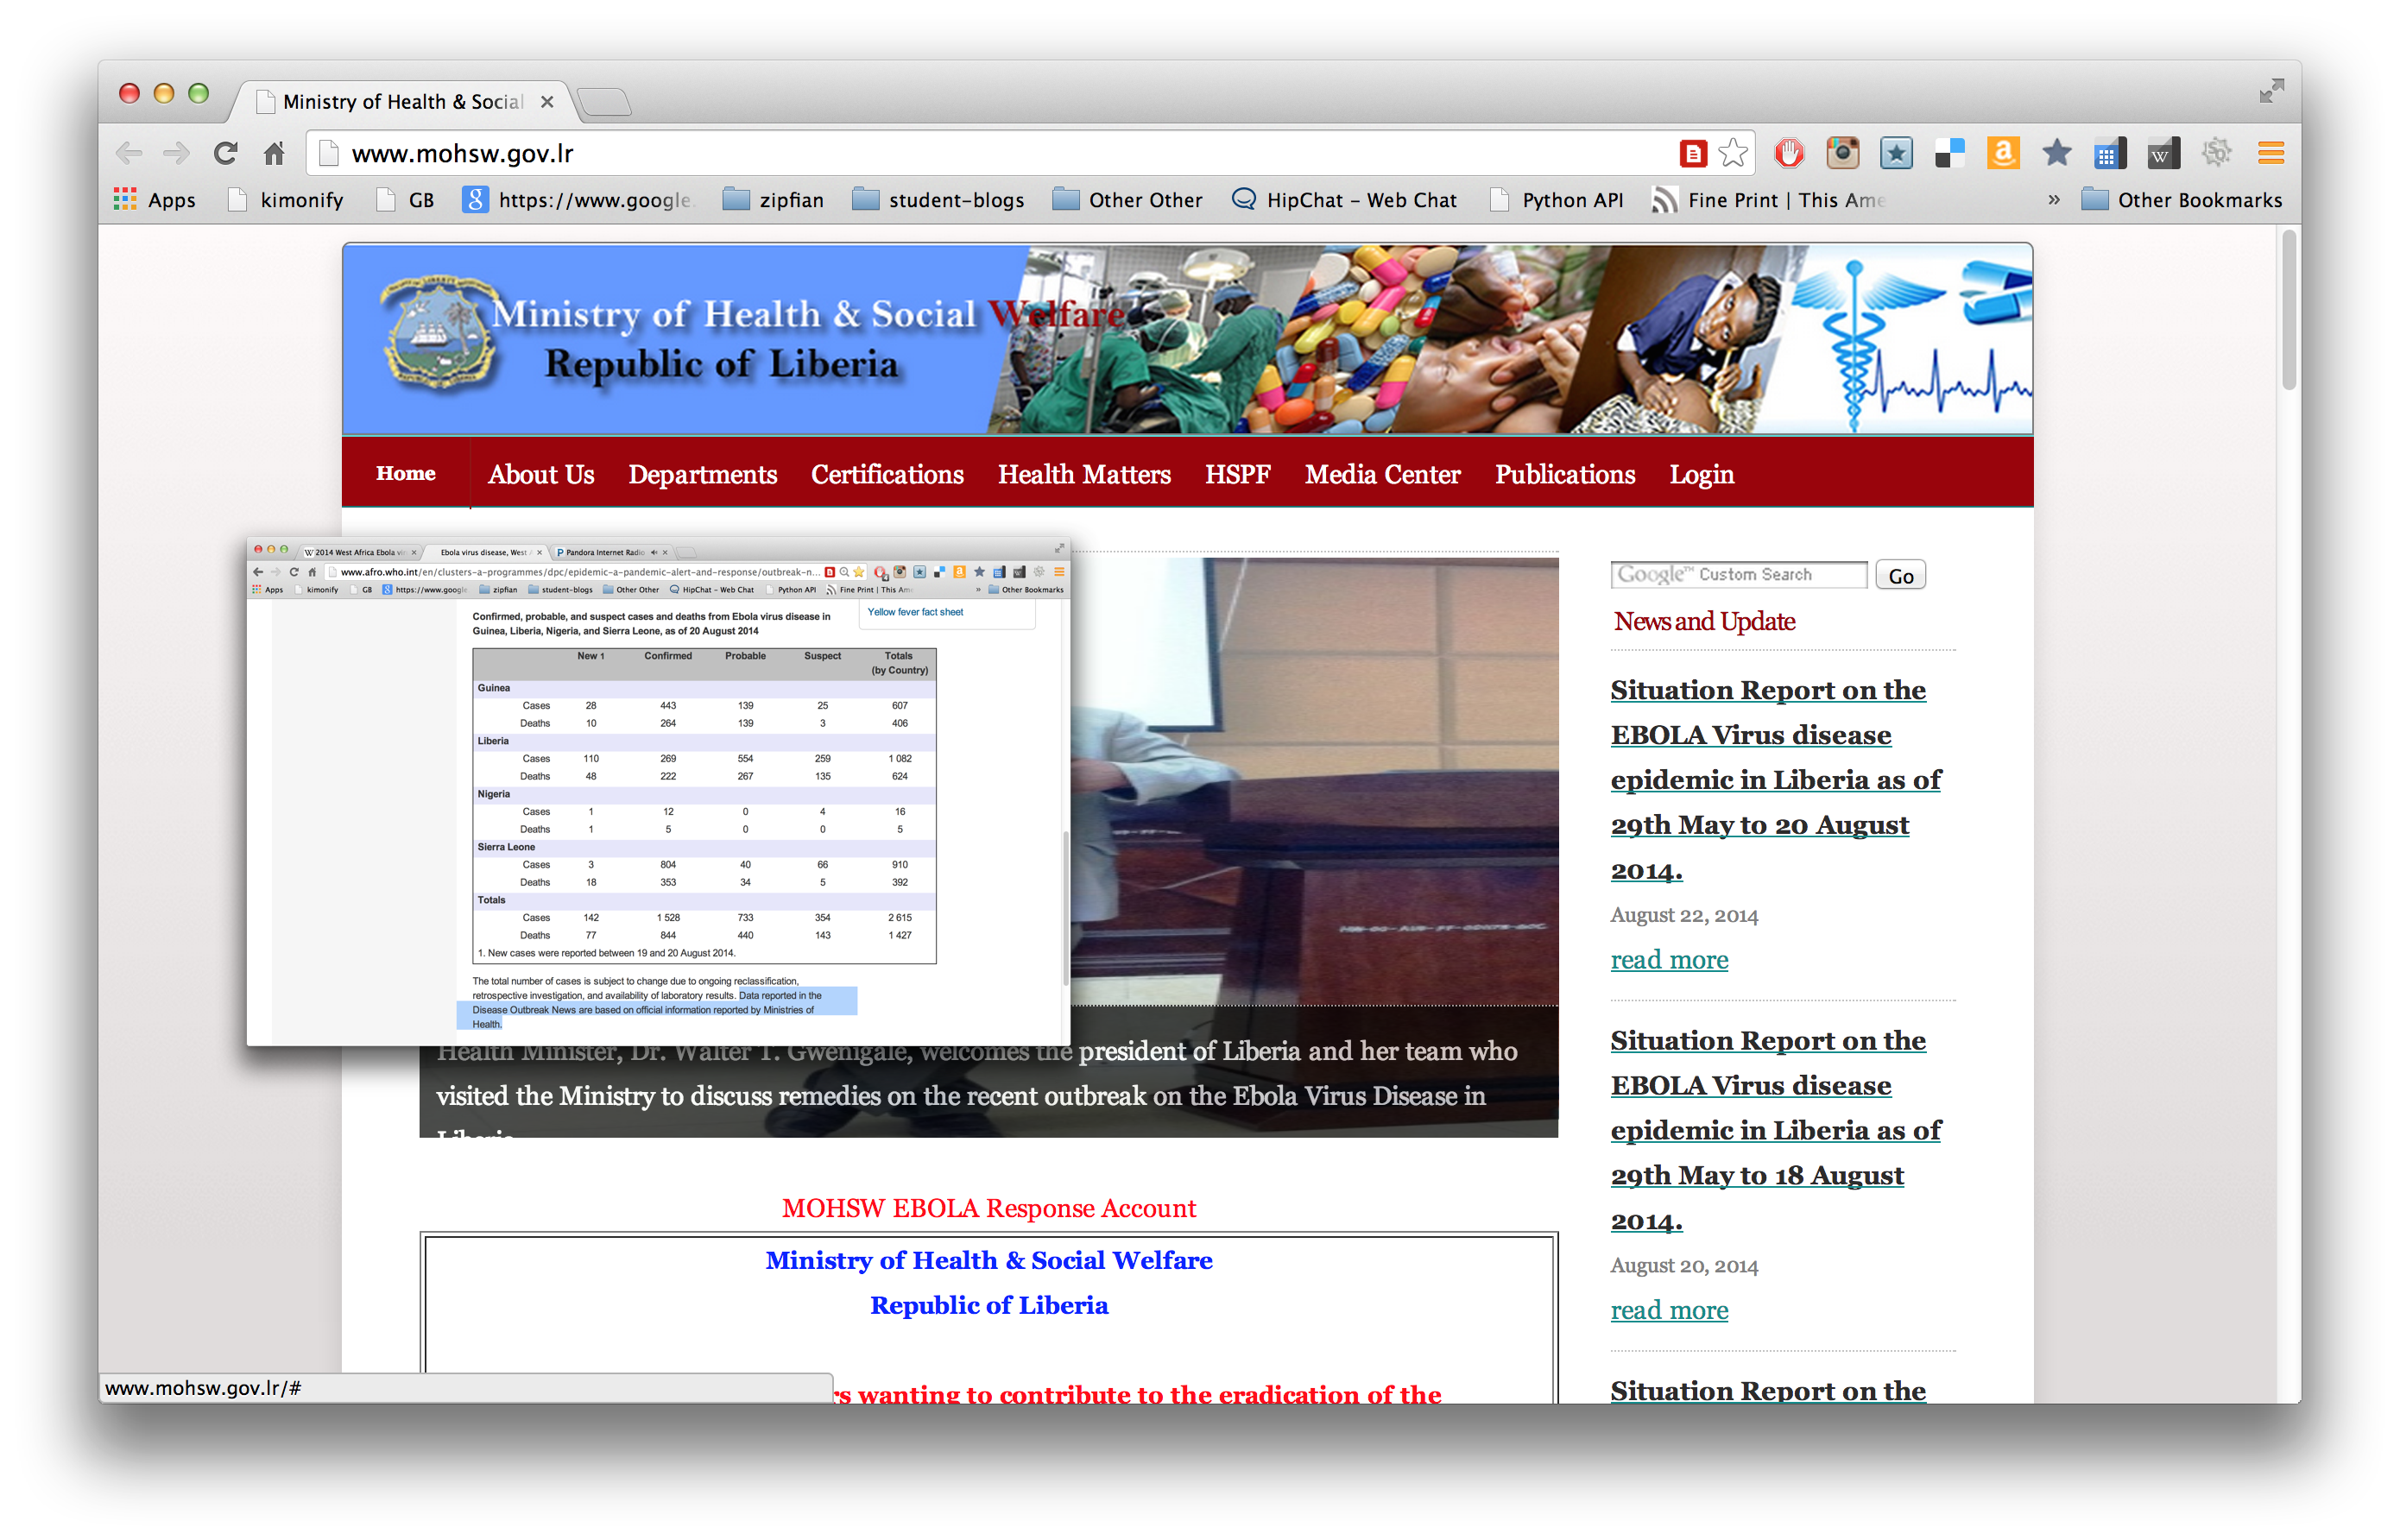 Ministry of Health & Social
www.mohsw.gov.lr
Apps kimonify GB https://www.google. zipfian student-blogs Other Other HipChat - Web Chat Python API Fine Print | This Ame » Other Bookmarks
Ministry of Health & Social Welfare
Republic of Liberia
Home About Us Departments Certifications Health Matters HSPF Media Center Publications Login
W 2014 West Africa Ebola vi Ebola virus disease, West A Pandora Internet Radio
www.afro.who.int/en/clusters-a-programmes/dpc/epidemic-a-pandemic-alert-and-response/outbreak-n...
Apps kimonify GB https://www.google zipfian student-blogs Other Other HipChat - Web Chat Python API Fine Print | This Am » Other Bookmarks
Confirmed, probable, and suspect cases and deaths from Ebola virus disease in
Guinea, Liberia, Nigeria, and Sierra Leone, as of 20 August 2014
Yellow fever fact sheet
New 1 Confirmed Probable Suspect Totals
(by Country)
Guinea
Cases 28 443 139 25 607
Deaths 10 264 139 3 406
Liberia
Cases 110 269 554 259 1 082
Deaths 48 222 267 135 624
Nigeria
Cases 1 12 0 4 16
Deaths 1 5 0 0 5
Sierra Leone
Cases 3 804 40 66 910
Deaths 18 353 34 5 392
Totals
Cases 142 1 528 733 354 2 615
Deaths 77 844 440 143 1 427
1. New cases were reported between 19 and 20 August 2014.
The total number of cases is subject to change due to ongoing reclassification,
retrospective investigation, and availability of laboratory results. Data reported in the
Disease Outbreak News are based on official information reported by Ministries of
Health.
Health Minister, Dr. Walter T. Gwenigale, welcomes the president of Liberia and her team who
visited the Ministry to discuss remedies on the recent outbreak on the Ebola Virus Disease in
Liberia
MOHSW EBOLA Response Account
Ministry of Health & Social Welfare
Republic of Liberia
rs wanting to contribute to the eradication of the
www.mohsw.gov.lr/#
Google™ Custom Search Go
News and Update
Situation Report on the
EBOLA Virus disease
epidemic in Liberia as of
29th May to 20 August
2014.
August 22, 2014
read more
Situation Report on the
EBOLA Virus disease
epidemic in Liberia as of
29th May to 18 August
2014.
August 20, 2014
read more
Situation Report on the